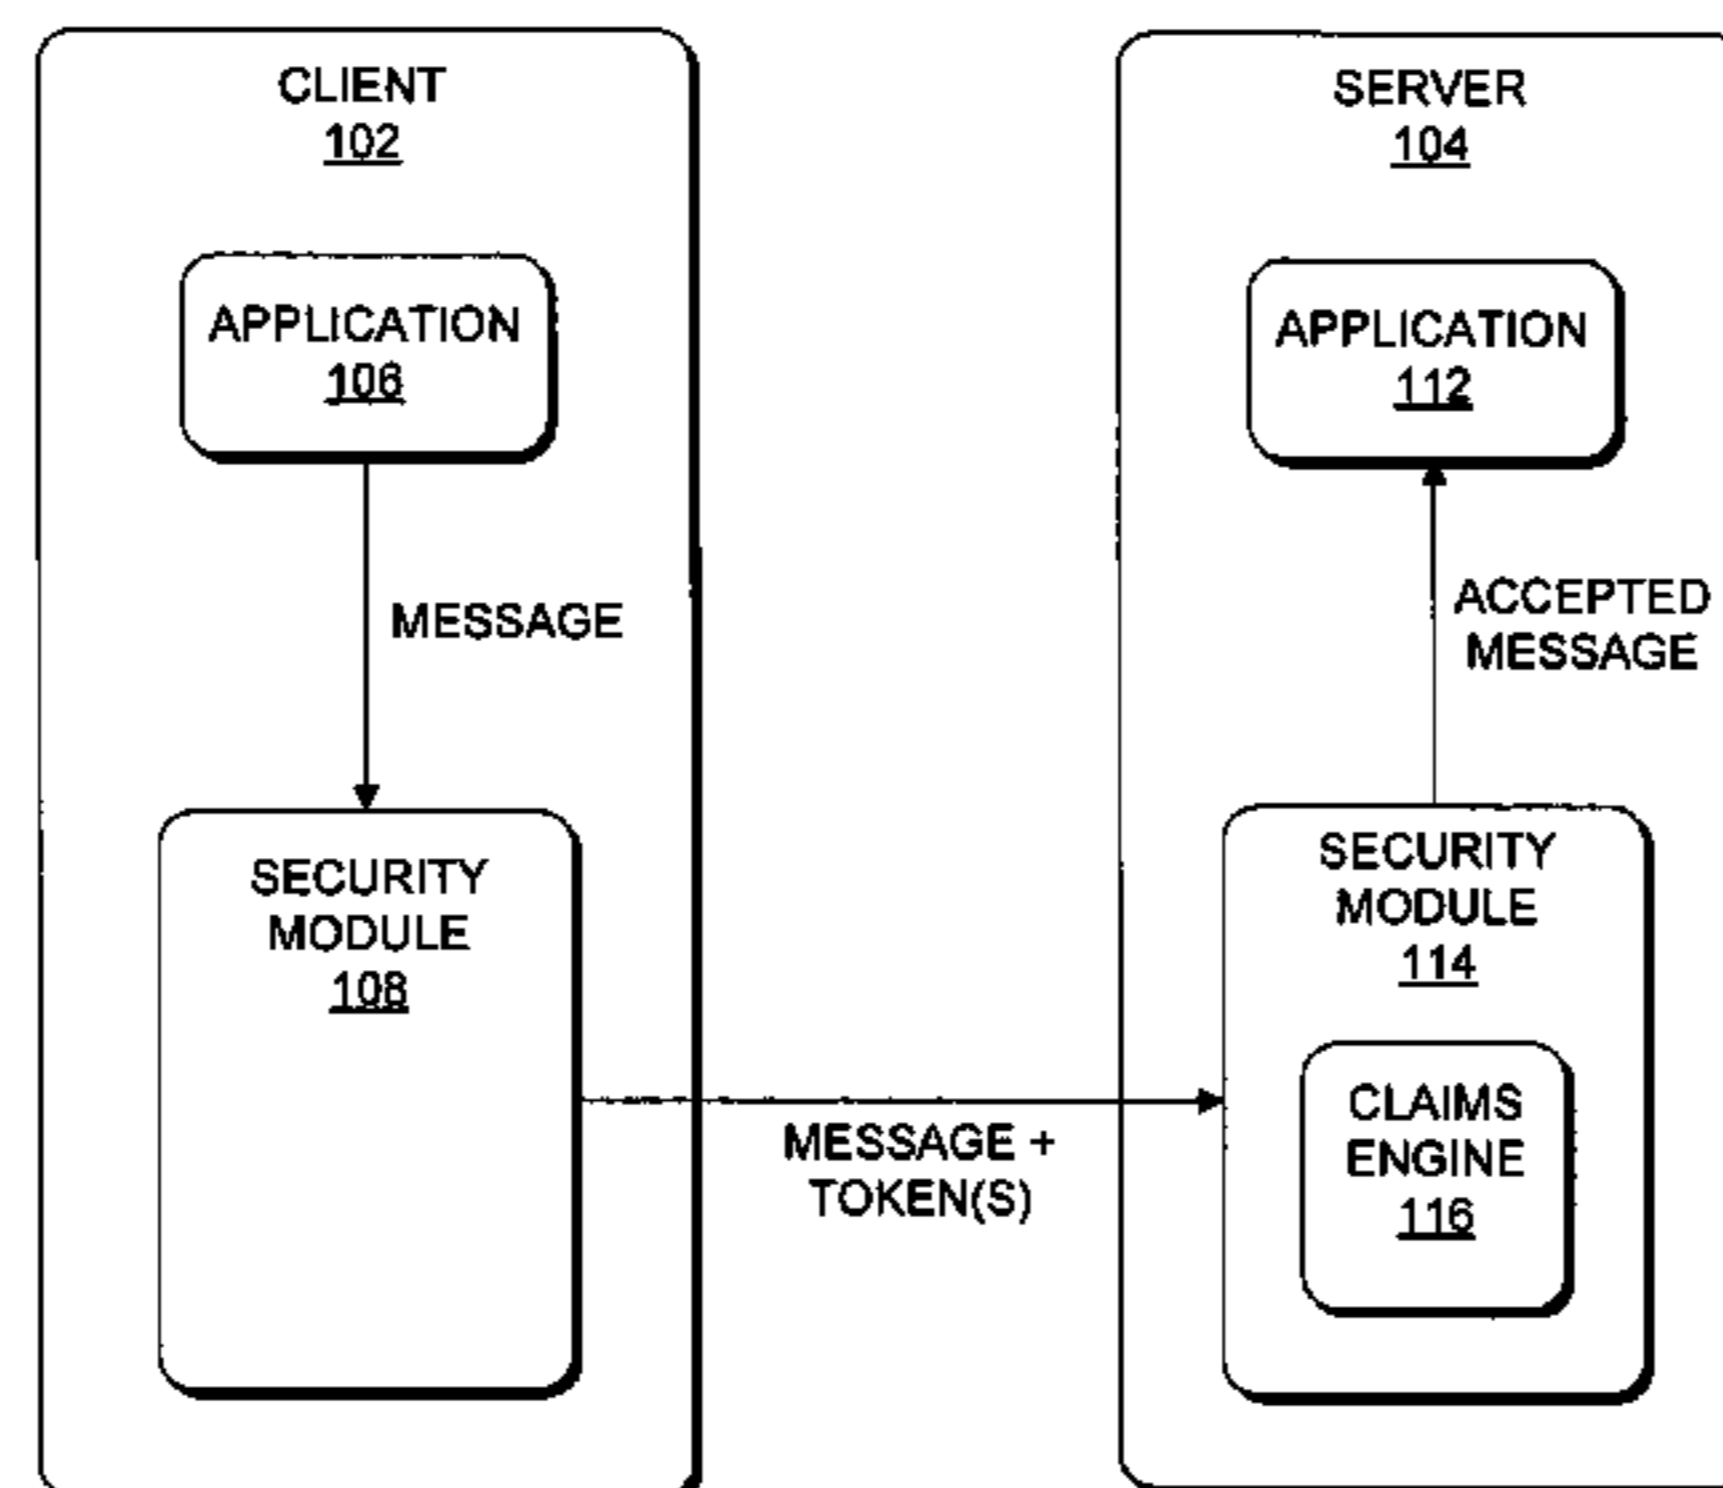 CLIENT
102
APPLICATION
106
MESSAGE
SECURITY
MODULE
108
MESSAGE +
TOKEN(S)
SERVER
104
APPLICATION
112
ACCEPTED
MESSAGE
SECURITY
MODULE
114
CLAIMS
ENGINE
116